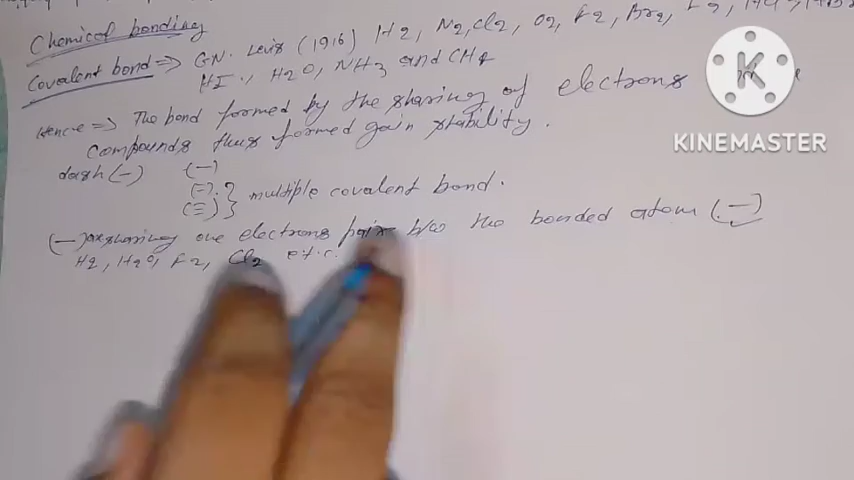 Chemical bonding
Covalent bond => G.N. Lewis (1916) H2, N2, Cl2, O2, F2, Br2,
HI, H2O, NH3 and CH4
Hence => The bond formed by the sharing of electrons
compounds thus formed gain stability.
dash (-) (-)
(=) } multiple covalent bond.
(≡)
(-) sharing one electrons pair b/w the bonded atom (-)
H2, H2O, F2, Cl2 e.t.c.
K
KINEMASTER